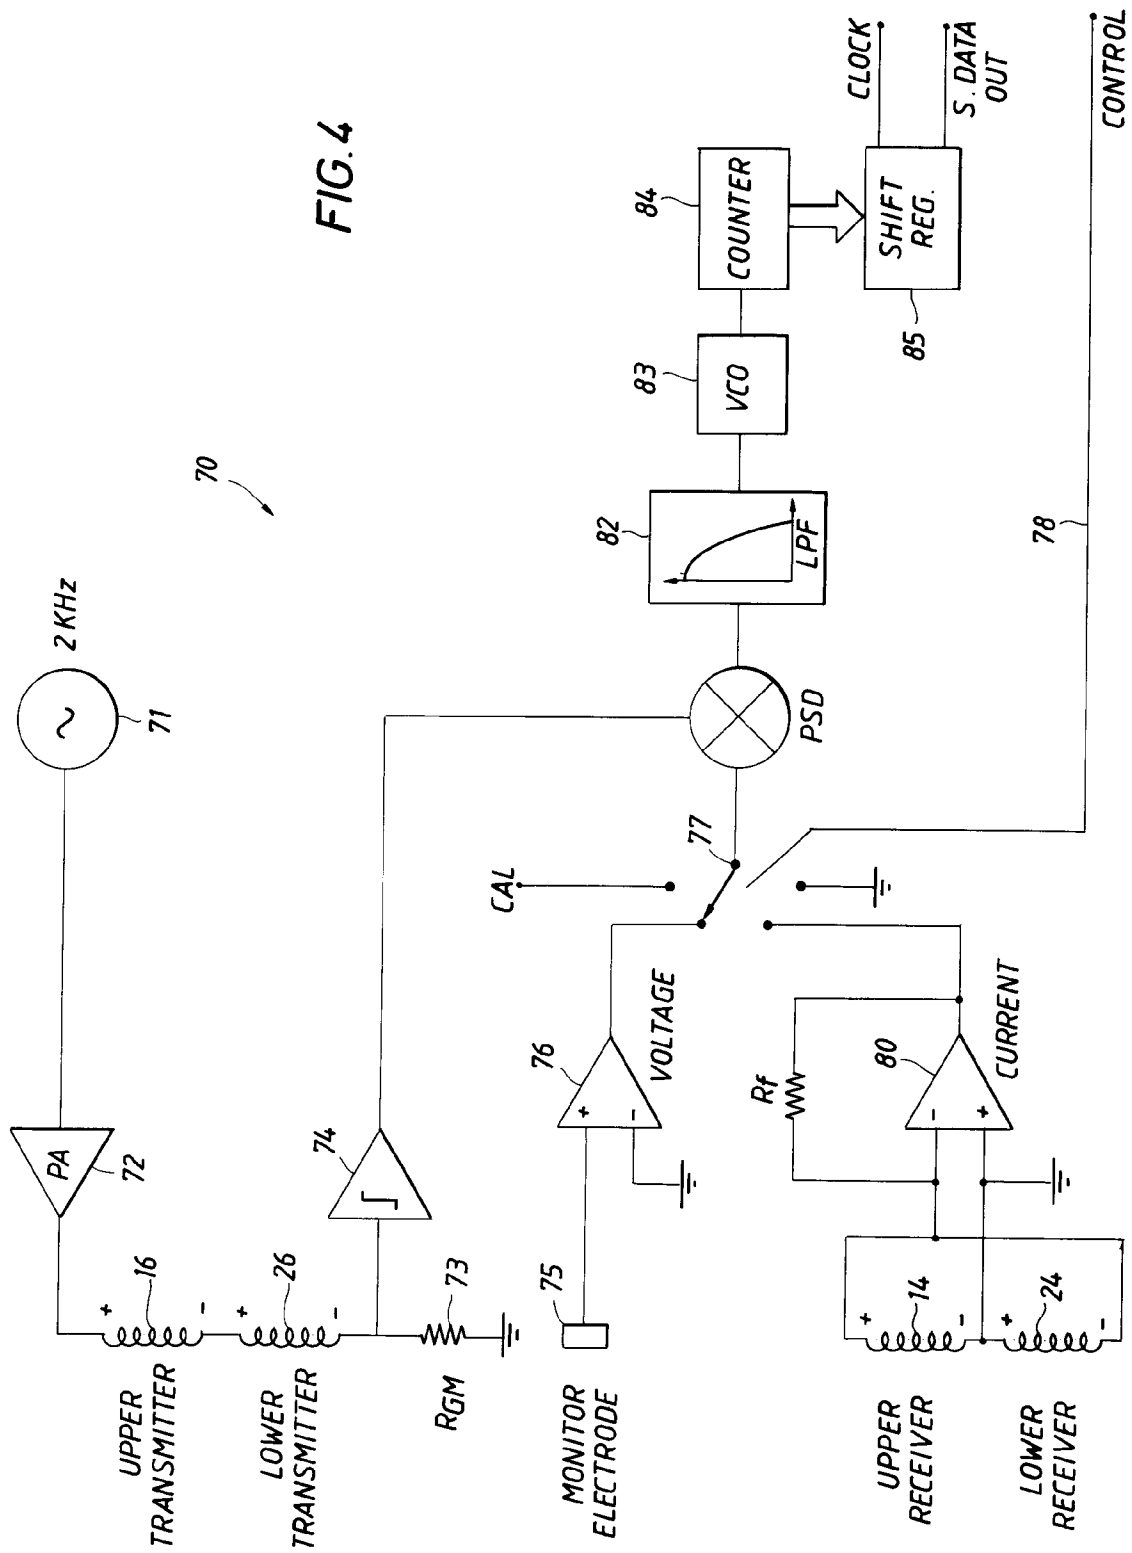 FIG. 4
70
2 KHz
~
71
PA
72
UPPER
TRANSMITTER
+
16
-
LOWER
TRANSMITTER
+
26
-
74
RGM
73
MONITOR
ELECTRODE
75
76
+
-
VOLTAGE
CAL
77
PSD
82
LPF
83
VCO
84
COUNTER
85
SHIFT
REG.
CLOCK
S. DATA
OUT
78
CONTROL
Rf
80
-
+
CURRENT
UPPER
RECEIVER
+
14
-
LOWER
RECEIVER
+
24
-